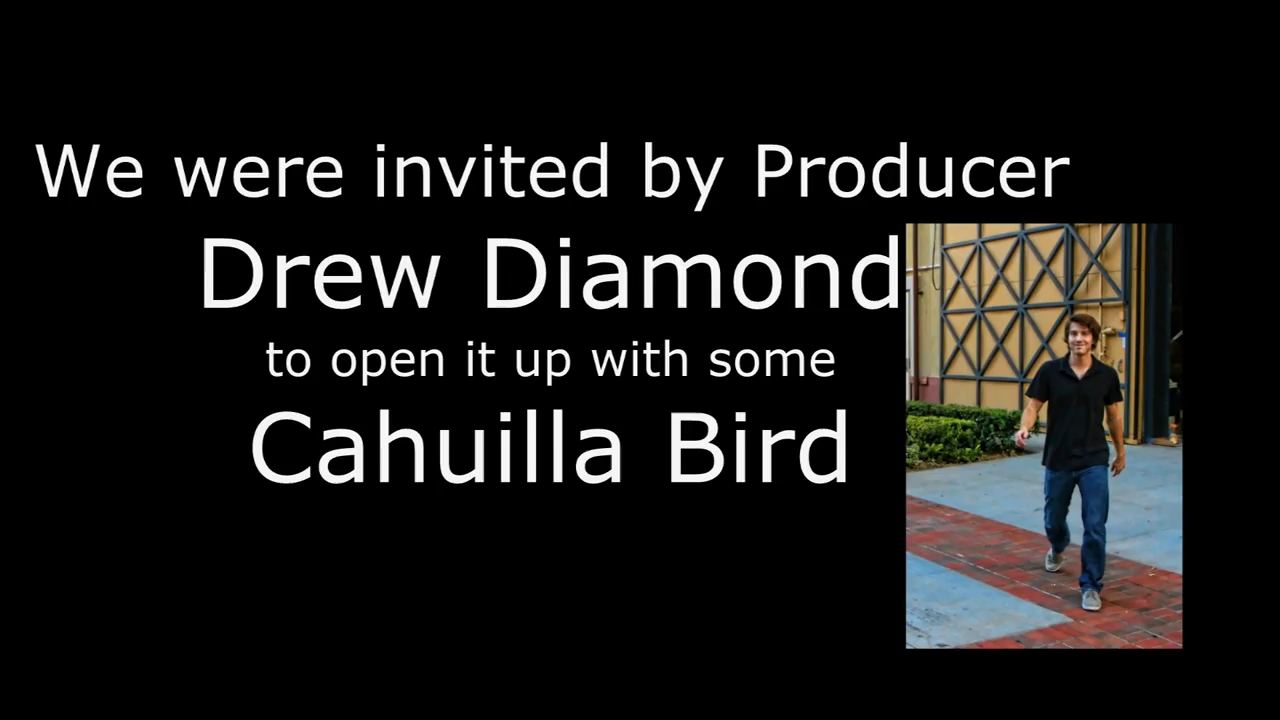 We were invited by Producer
Drew Diamond
to open it up with some
Cahuilla Bird